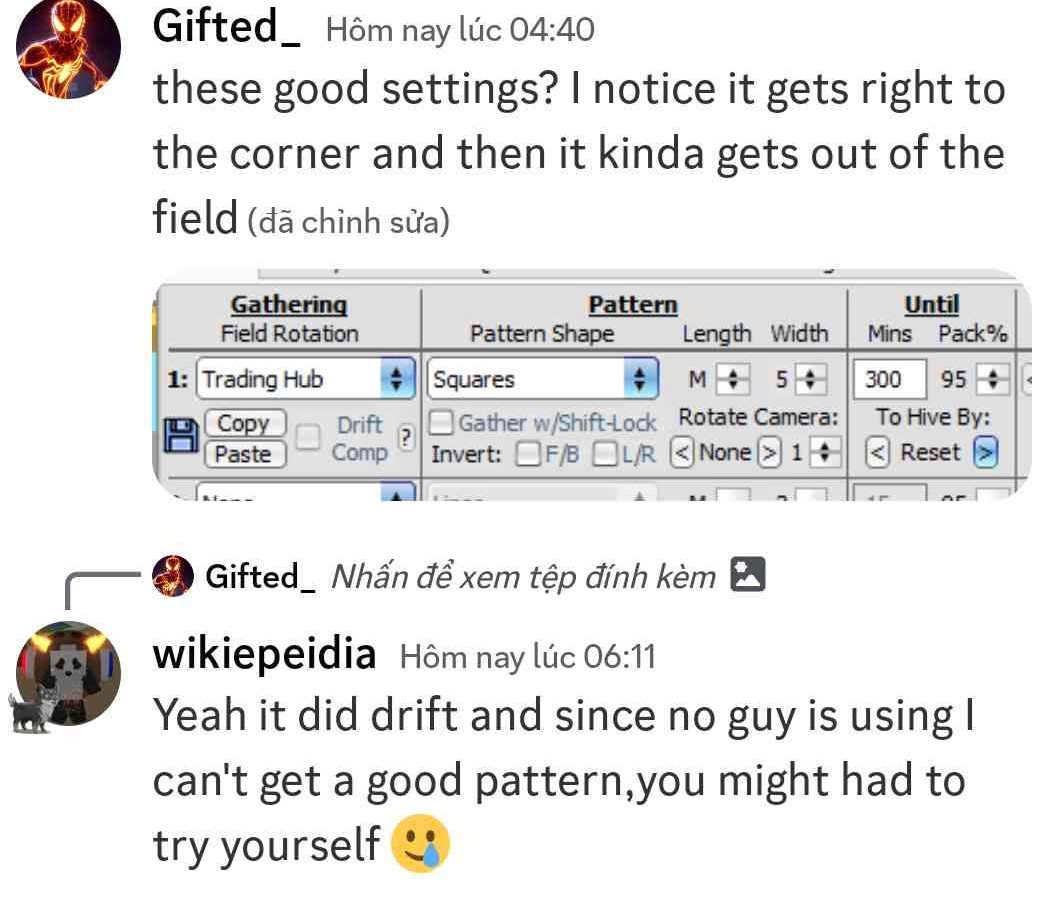 Gifted_ Hôm nay lúc 04:40
these good settings? I notice it gets right to
the corner and then it kinda gets out of the
field (đã chỉnh sửa)
Gathering Pattern Until
Field Rotation Pattern Shape Length Width Mins Pack%
1: Trading Hub Squares M 5 300 95 <
Copy Drift ? Gather w/Shift-Lock Rotate Camera: To Hive By:
Paste Comp Invert: F/B L/R < None > 1 < Reset >
Gifted_ Nhấn để xem tệp đính kèm
wikiepeidia Hôm nay lúc 06:11
Yeah it did drift and since no guy is using I
can't get a good pattern,you might had to
try yourself 🥲